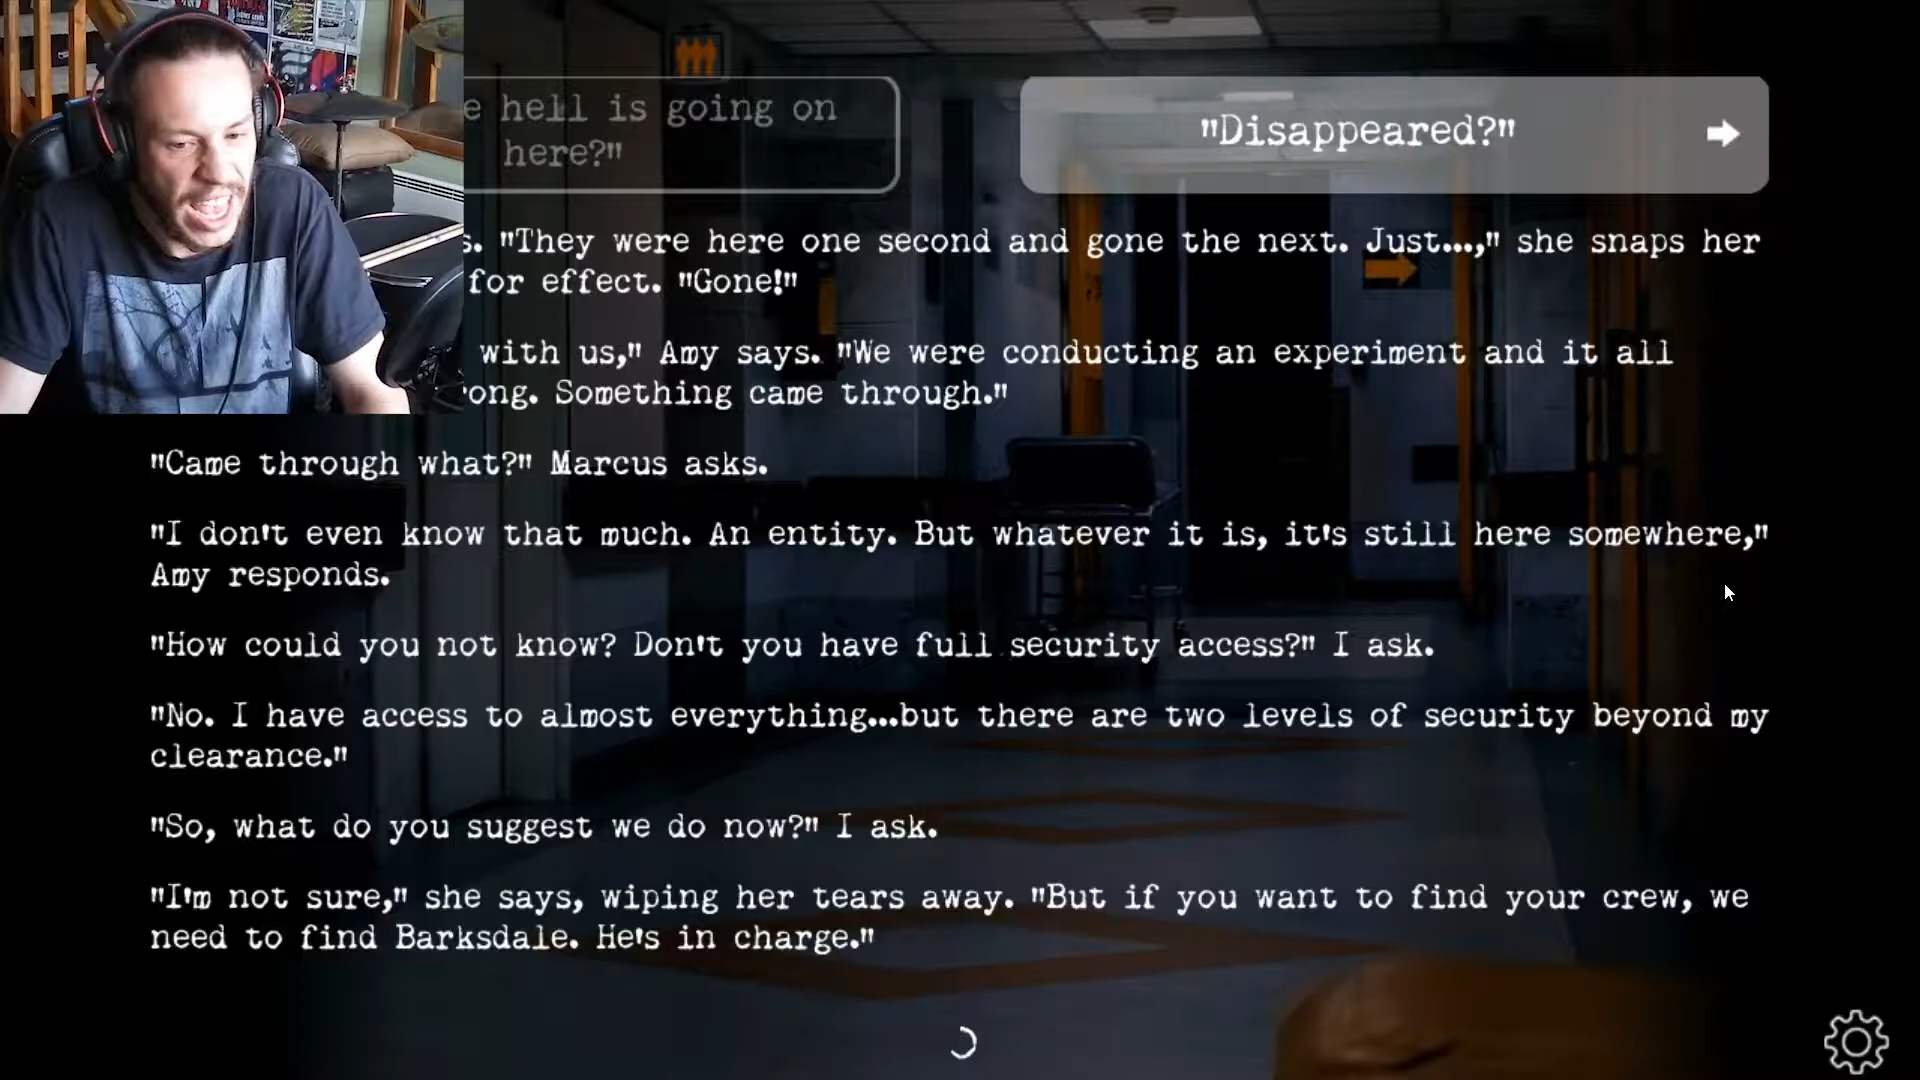 hell is going on
here?"
"Disappeared?"
"They were here one second and gone the next. Just...," she snaps her
for effect. "Gone!"
with us," Amy says. "We were conducting an experiment and it all
Something came through."
"Came through what?" Marcus asks.
"I don't even know that much. An entity. But whatever it is, it's still here somewhere,"
Amy responds.
"How could you not know? Don't you have full security access?" I ask.
"No. I have access to almost everything...but there are two levels of security beyond my
clearance."
"So, what do you suggest we do now?" I ask.
"I'm not sure," she says, wiping her tears away. "But if you want to find your crew, we
need to find Barksdale. He's in charge."